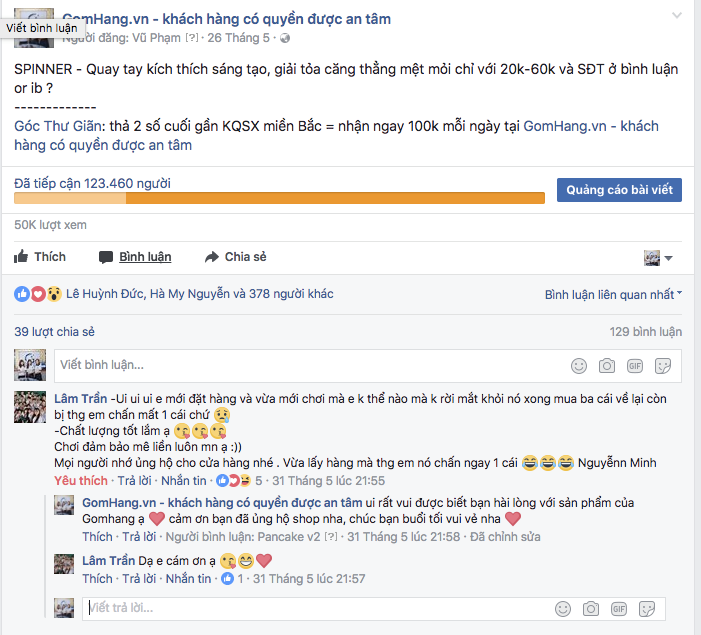 GomHang.vn - khách hàng có quyền được an tâm
Viết bình luận
Người đăng: Vũ Phạm [?] · 26 Tháng 5 ·
SPINNER - Quay tay kích thích sáng tạo, giải tỏa căng thẳng mệt mỏi chỉ với 20k-60k và SĐT ở bình luận
or ib ?
-------------
Góc Thư Giãn: thả 2 số cuối gần KQSX miền Bắc = nhận ngay 100k mỗi ngày tại GomHang.vn - khách
hàng có quyền được an tâm
Đã tiếp cận 123.460 người
Quảng cáo bài viết
50K lượt xem
Thích Bình luận Chia sẻ
Lê Huỳnh Đức, Hà My Nguyễn và 378 người khác
Bình luận liên quan nhất
39 lượt chia sẻ
129 bình luận
Viết bình luận...
GIF
Lâm Trần -Ui ui ui e mới đặt hàng và vừa mới chơi mà e k thể nào mà k rời mắt khỏi nó xong mua ba cái về lại còn
bị thg em chấn mất 1 cái chứ 😢
-Chất lượng tốt lắm ạ 😘😘😘
Chơi đảm bảo mê liền luôn mn ạ :))
Mọi người nhớ ủng hộ cho cửa hàng nhé . Vừa lấy hàng mà thg em nó chấn ngay 1 cái 😂😂😂 Nguyễnn Minh
Yêu thích · Trả lời · Nhắn tin · 5 · 31 Tháng 5 lúc 21:55
GomHang.vn - khách hàng có quyền được an tâm ui rất vui được biết bạn hài lòng với sản phẩm của
Gomhang ạ ❤ cảm ơn bạn đã ủng hộ shop nha, chúc bạn buổi tối vui vẻ nha ❤
Thích · Trả lời · Người bình luận: Pancake v2 [?] · 31 Tháng 5 lúc 21:58 · Đã chỉnh sửa
Lâm Trần Dạ e cám ơn ạ 😘😁❤
Thích · Trả lời · Nhắn tin · 1 · 31 Tháng 5 lúc 21:57
Viết trả lời...
GIF